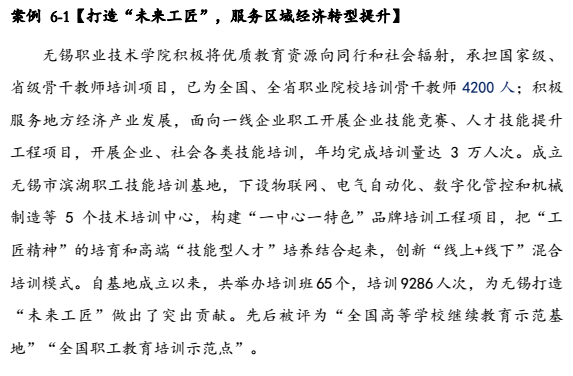 案例 6-1【打造“未来工匠”，服务区域经济转型提升】
无锡职业技术学院积极将优质教育资源向同行和社会辐射，承担国家级、
省级骨干教师培训项目，已为全国、全省职业院校培训骨干教师 4200 人；积极
服务地方经济产业发展，面向一线企业职工开展企业技能竞赛、人才技能提升
工程项目，开展企业、社会各类技能培训，年均完成培训量达 3 万人次。成立
无锡市滨湖职工技能培训基地，下设物联网、电气自动化、数字化管控和机械
制造等 5 个技术培训中心，构建“一中心一特色”品牌培训工程项目，把“工
匠精神”的培育和高端“技能型人才”培养结合起来，创新“线上+线下”混合
培训模式。自基地成立以来，共举办培训班65个，培训9286人次，为无锡打造
“未来工匠”做出了突出贡献。先后被评为“全国高等学校继续教育示范基
地”“全国职工教育培训示范点”。